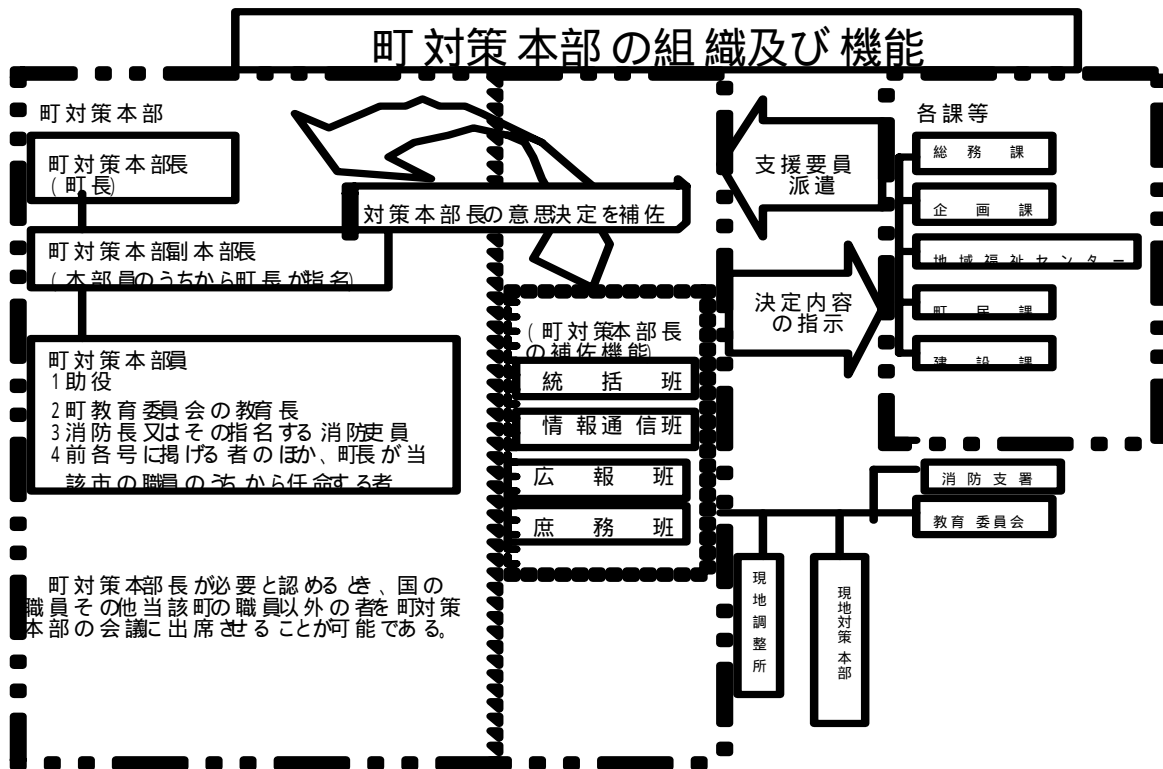 町対策本部の組織及び機能
町対策本部
町対策本部長
(町長)
町対策本部副本部長
(本部員のうちから町長が指名)
町対策本部員
1助役
2町教育委員会の教育長
3消防長又はその指名する消防吏員
4前各号に掲げる者のほか、町長が当
該市の職員のうちから任命する者
町対策本部長が必要と認めるとき、国の
職員その他当該町の職員以外の者を町対策
本部の会議に出席させることが可能である。
対策本部長の意思決定を補佐
(町対策本部長
の補佐機能)
統括班
情報通信班
広報班
庶務班
支援要員
派遣
決定内容
の指示
各課等
総務課
企画課
地域福祉センター
町民課
建設課
消防支署
教育委員会
現地調整所
現地対策本部